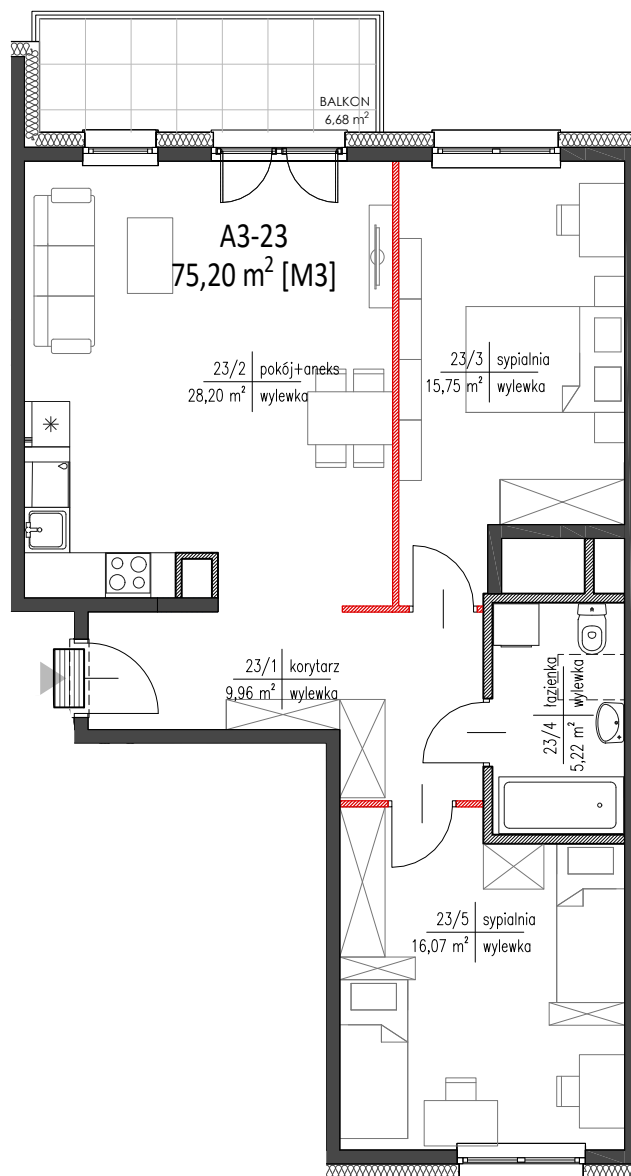 BALKON
6,68 m²
A3-23
75,20 m² [M3]
23/2 pokój+aneks
28,20 m² wylewka
23/3 sypialnia
15,75 m² wylewka
23/1 korytarz
9,96 m² wylewka
23/4 łazienka
5,22 m² wylewka
23/5 sypialnia
16,07 m² wylewka